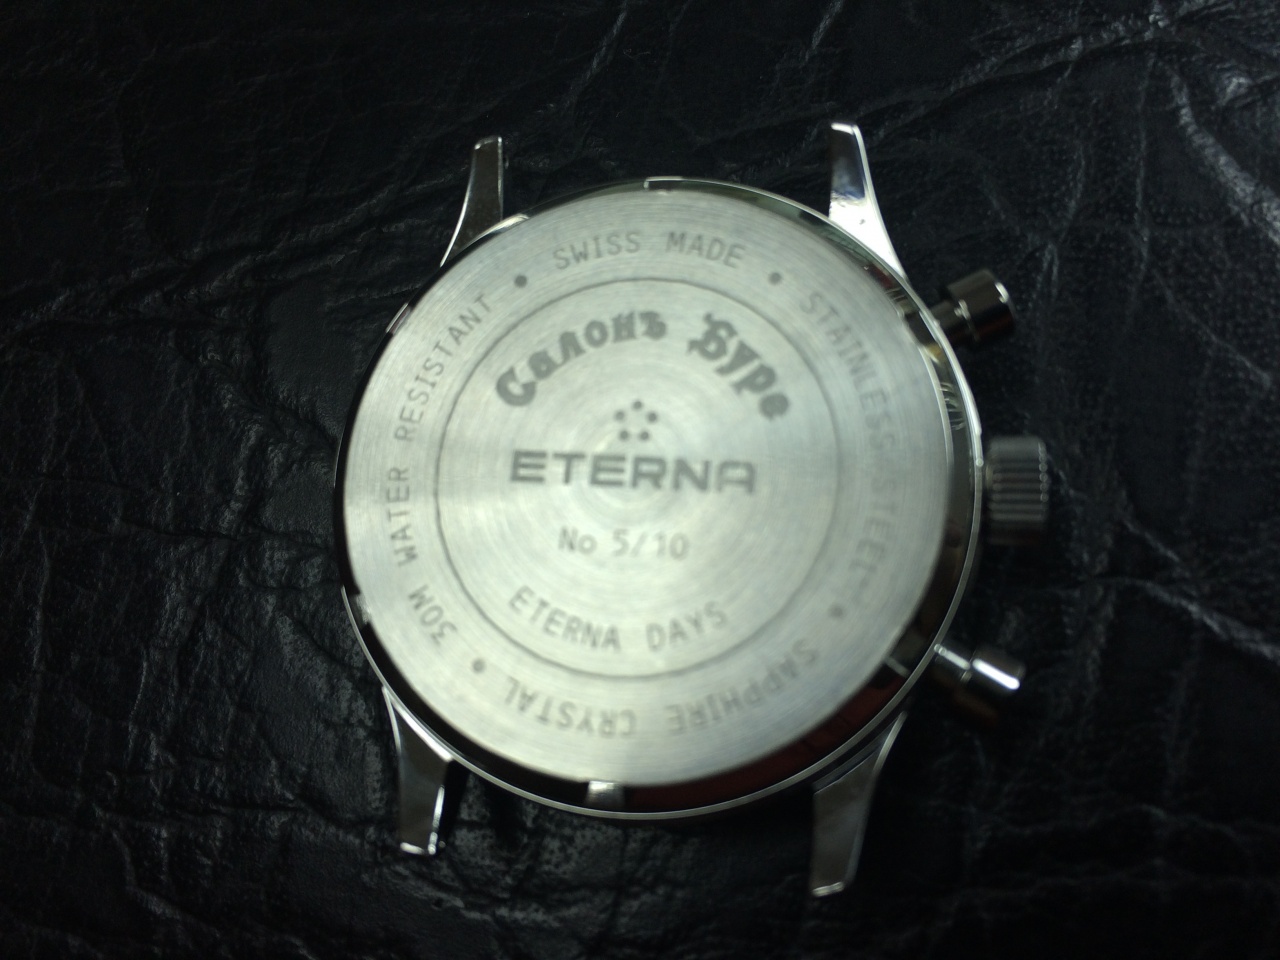 SWISS MADE • STAINLESS STEEL • SAPPHIRE CRYSTAL • 30M WATER RESISTANT •
Салонъ Буре
ETERNA
No 5/10
ETERNA DAYS